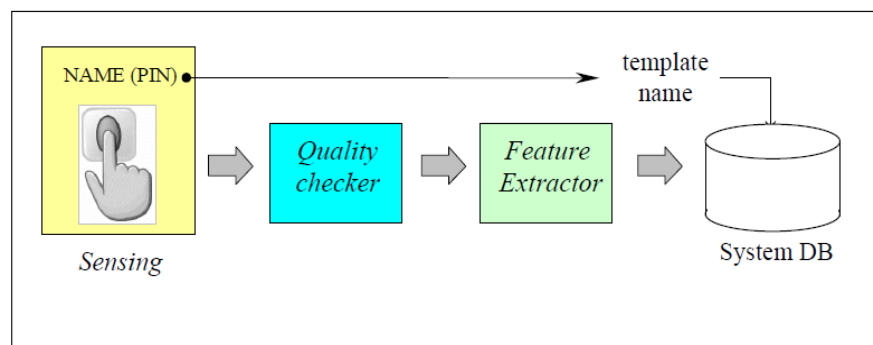 NAME (PIN)
template
name
Quality
checker
Feature
Extractor
Sensing
System DB